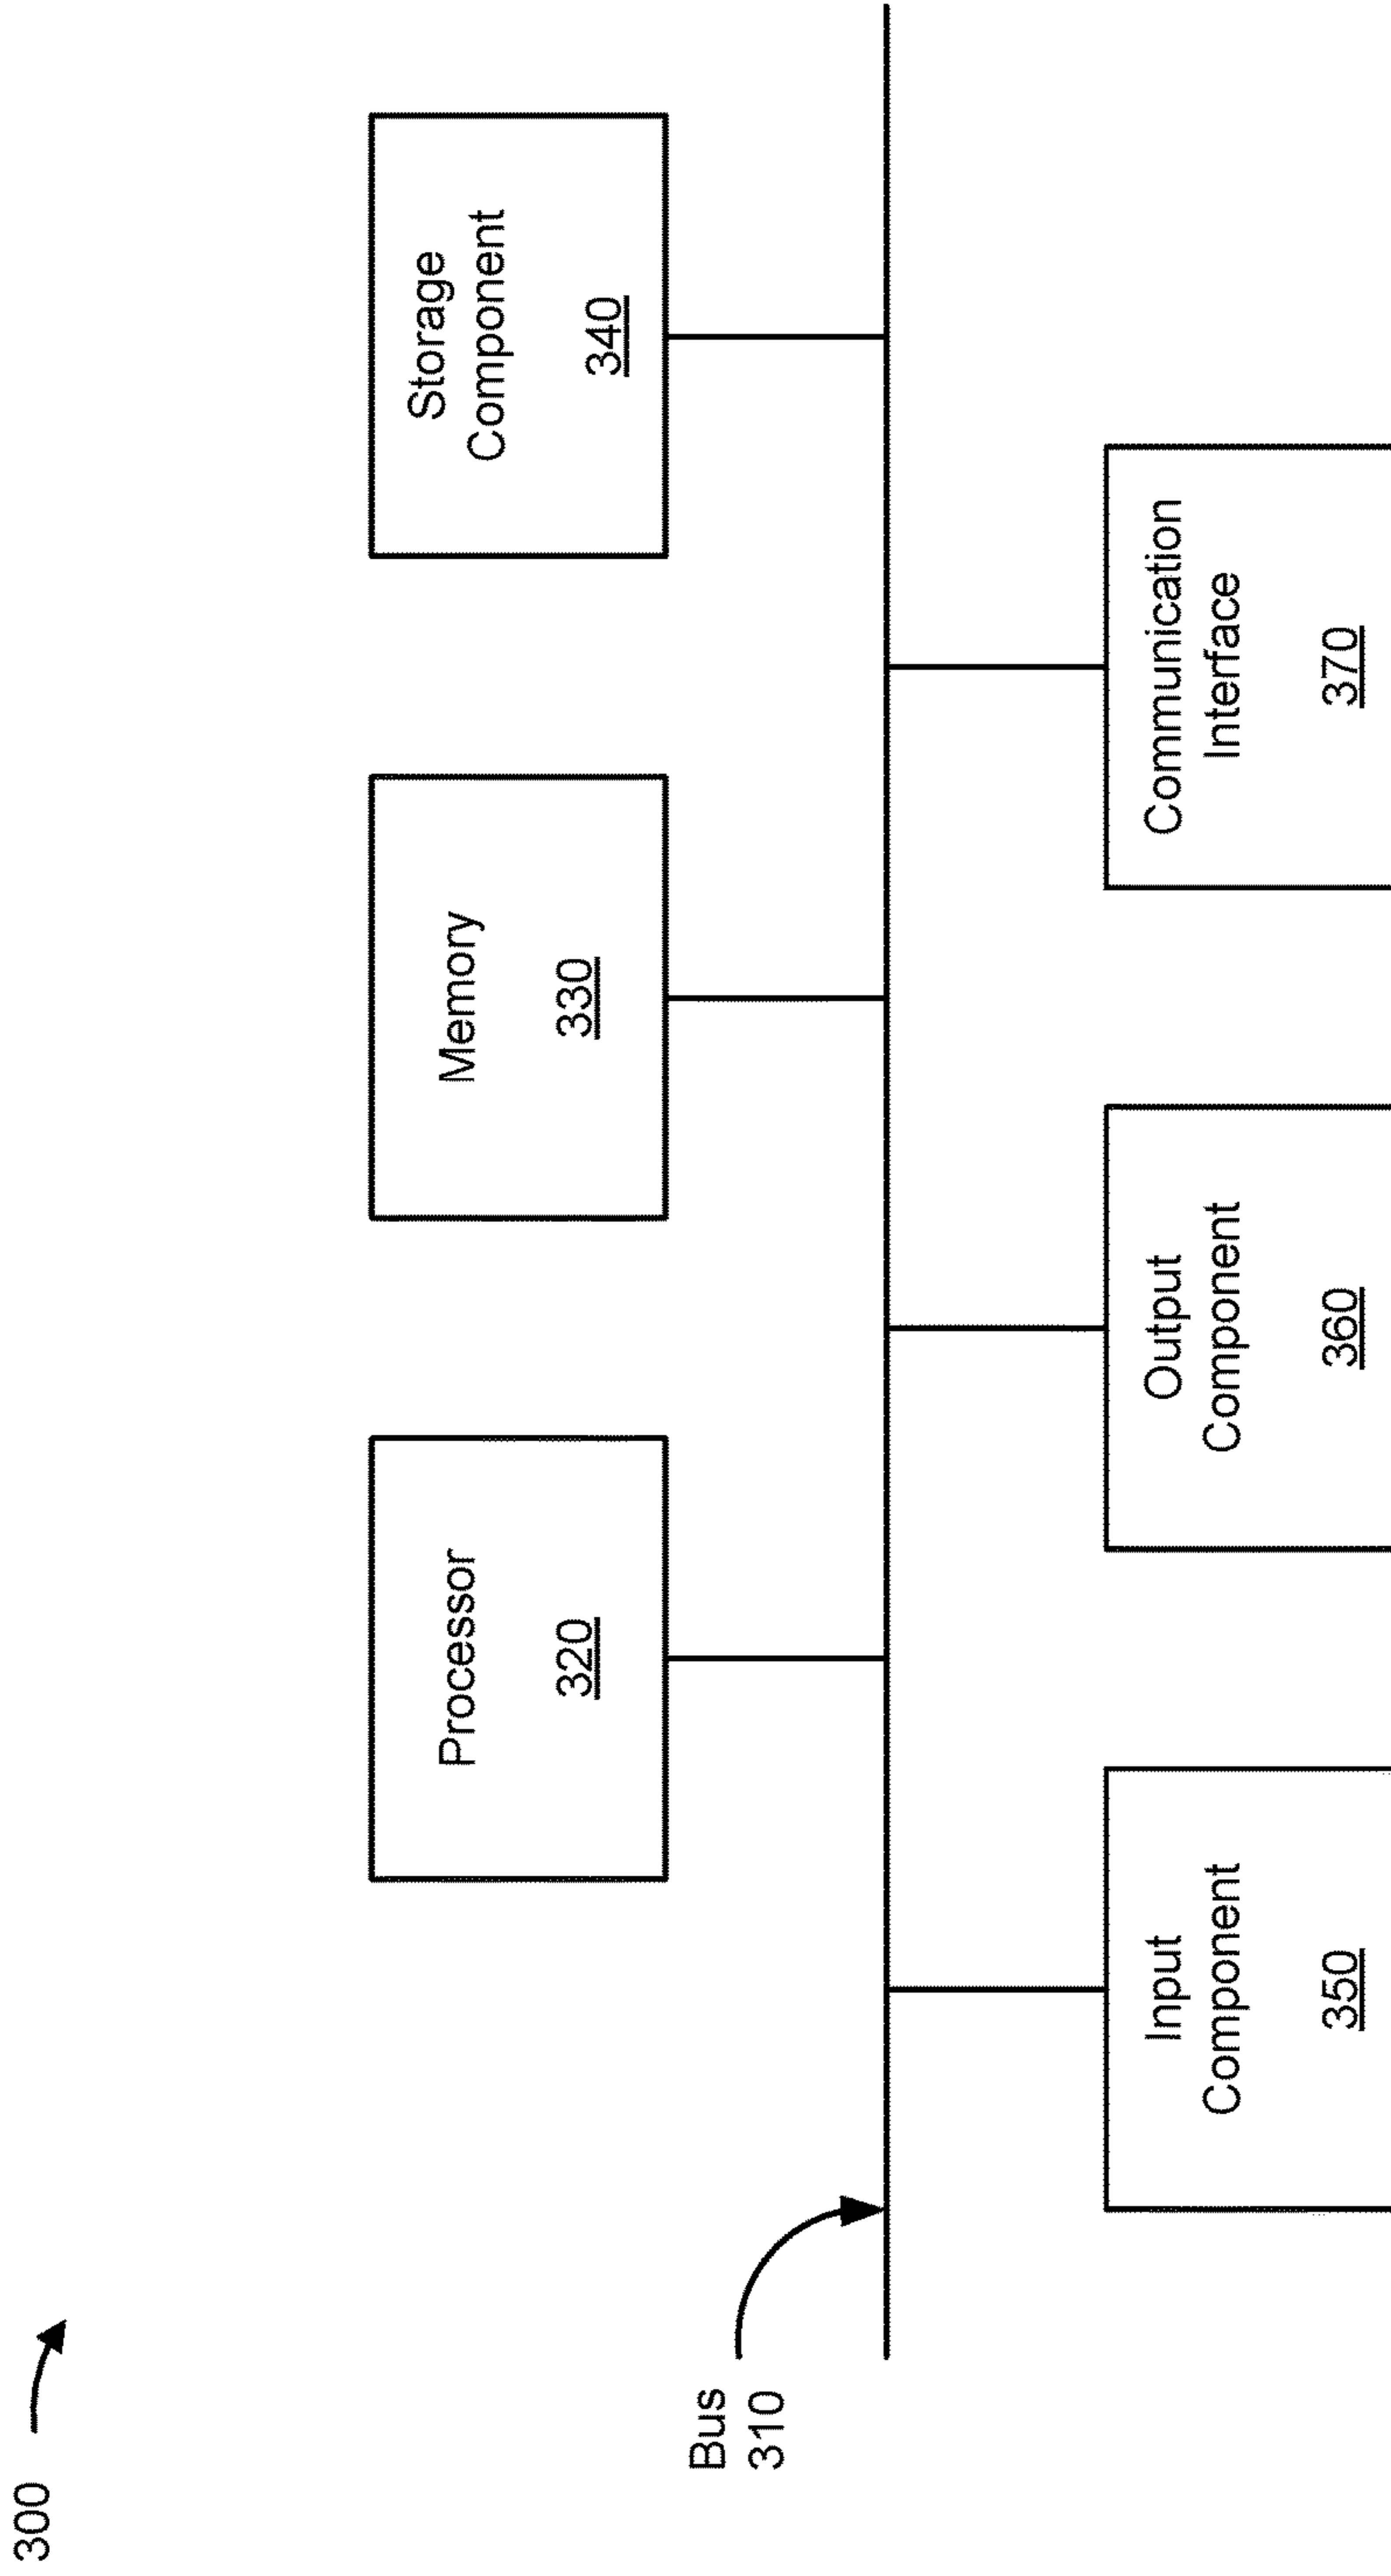 300
Processor
320
Memory
330
Storage
Component
340
Bus
310
Input
Component
350
Output
Component
360
Communication
Interface
370